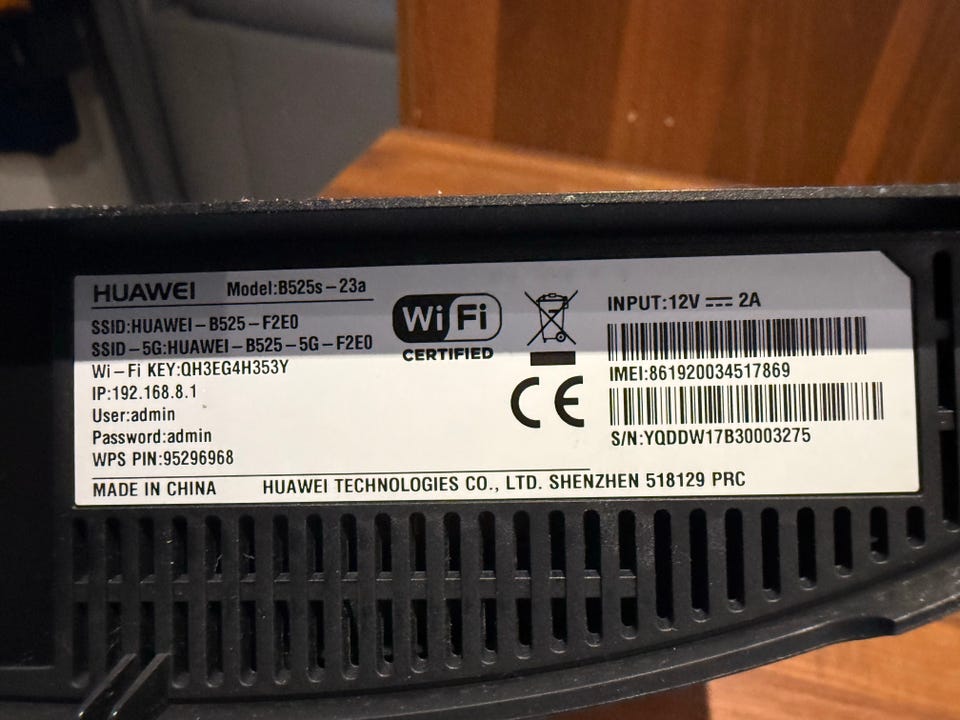 HUAWEI Model:B525s-23a
SSID:HUAWEI-B525-F2E0
SSID-5G:HUAWEI-B525-5G-F2E0
Wi-Fi KEY:QH3EG4H353Y
IP:192.168.8.1
User:admin
Password:admin
WPS PIN:95296968
Wi Fi
CERTIFIED
CE
INPUT:12V ⎓ 2A
IMEI:861920034517869
S/N:YQDDW17B30003275
MADE IN CHINA HUAWEI TECHNOLOGIES CO., LTD. SHENZHEN 518129 PRC